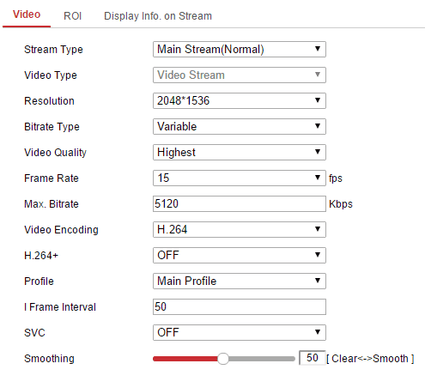 Video ROI Display Info. on Stream
Stream Type Main Stream(Normal)
Video Type Video Stream
Resolution 2048*1536
Bitrate Type Variable
Video Quality Highest
Frame Rate 15 fps
Max. Bitrate 5120 Kbps
Video Encoding H.264
H.264+ OFF
Profile Main Profile
I Frame Interval 50
SVC OFF
Smoothing 50 [ Clear<->Smooth ]